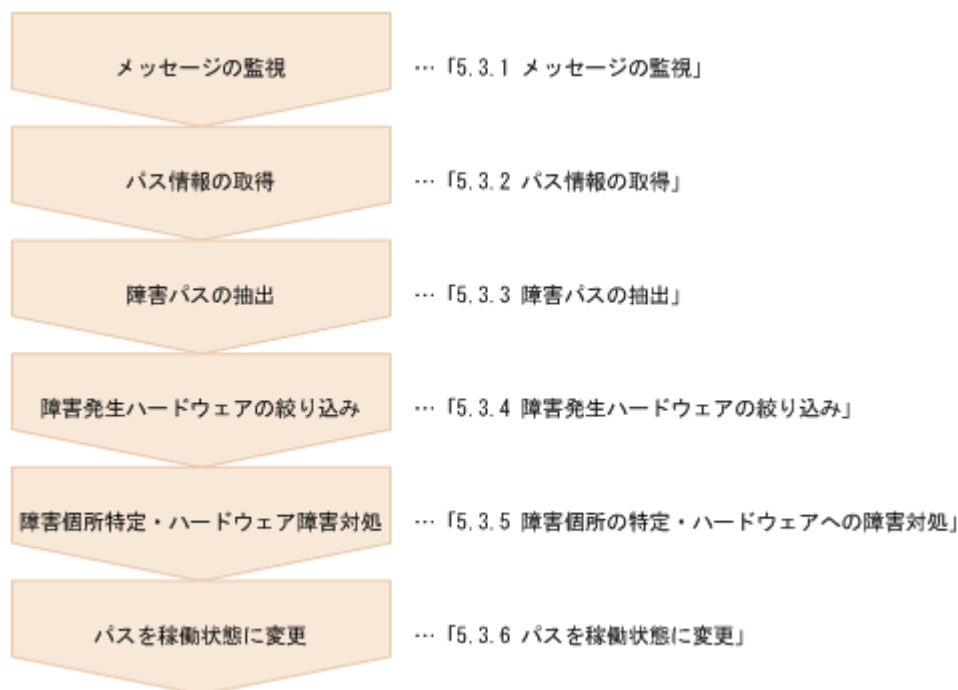 メッセージの監視 …「5.3.1 メッセージの監視」
パス情報の取得 …「5.3.2 パス情報の取得」
障害パスの抽出 …「5.3.3 障害パスの抽出」
障害発生ハードウェアの絞り込み …「5.3.4 障害発生ハードウェアの絞り込み」
障害個所特定・ハードウェア障害対処 …「5.3.5 障害個所の特定・ハードウェアへの障害対処」
パスを稼働状態に変更 …「5.3.6 パスを稼働状態に変更」